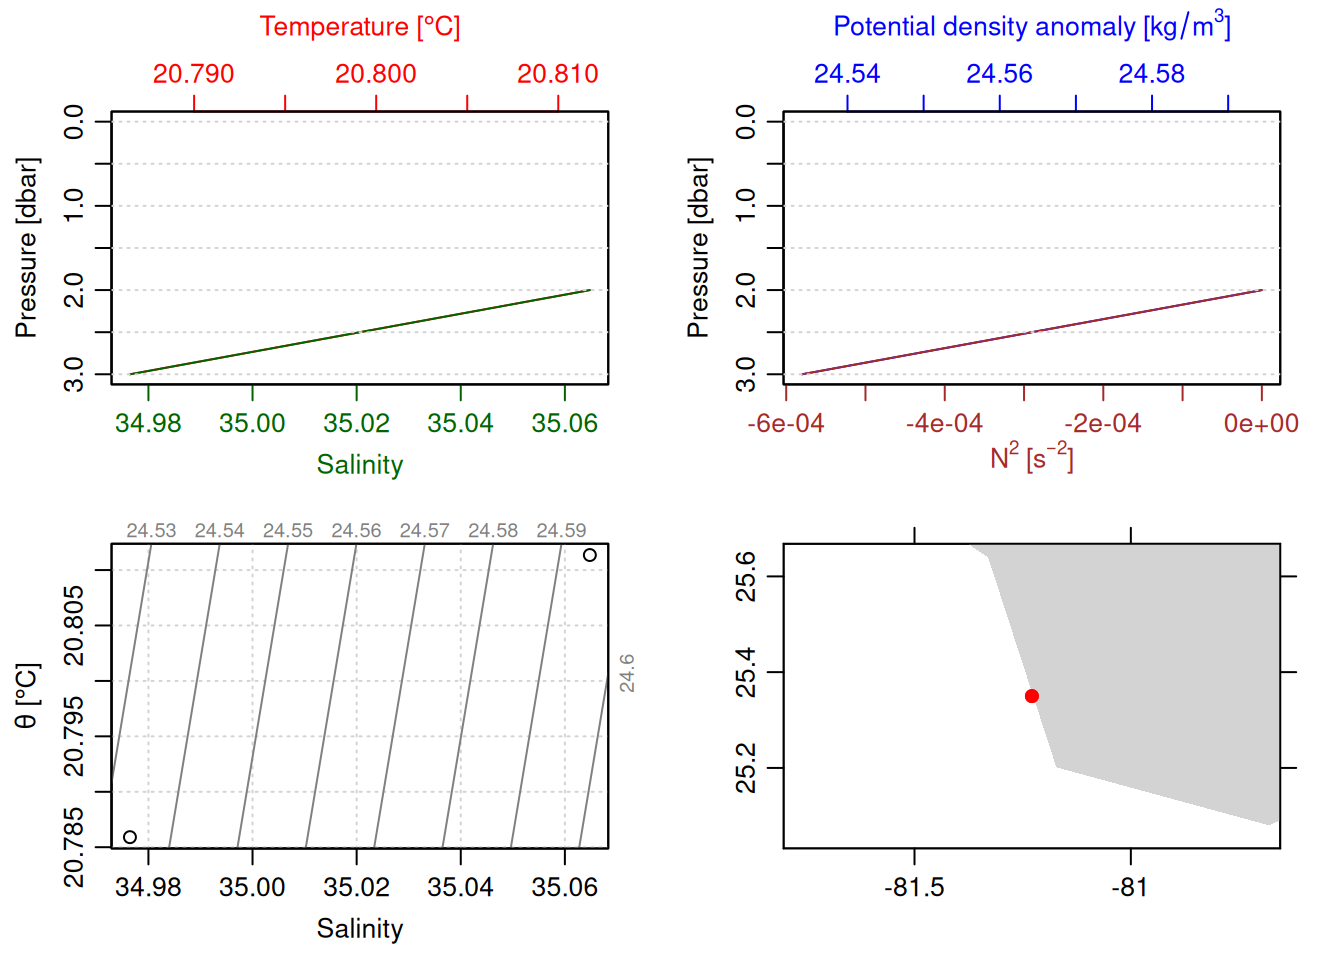 Temperature [°C]
20.790 20.800 20.810
Pressure [dbar]
0.0
1.0
2.0
3.0
34.98 35.00 35.02 35.04 35.06
Salinity
Potential density anomaly [kg/m³]
24.54 24.56 24.58
Pressure [dbar]
0.0
1.0
2.0
3.0
-6e-04 -4e-04 -2e-04 0e+00
N² [s⁻²]
24.53 24.54 24.55 24.56 24.57 24.58 24.59
24.6
θ [°C]
20.805
20.795
20.785
34.98 35.00 35.02 35.04 35.06
Salinity
25.6
25.4
25.2
-81.5 -81